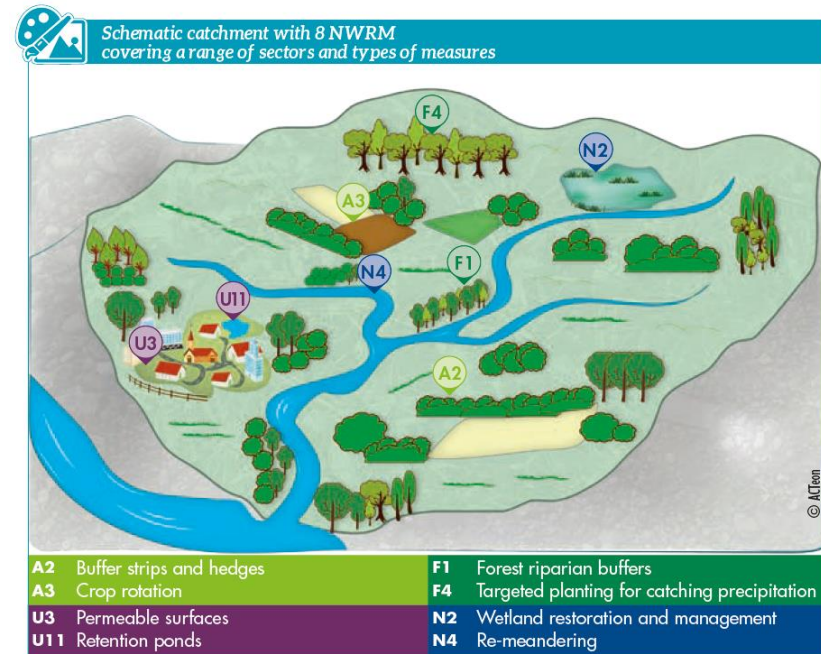 Schematic catchment with 8 NWRM
covering a range of sectors and types of measures
F4
N2
A3
F1
N4
U11
U3
A2
© ACTeon
A2 Buffer strips and hedges
A3 Crop rotation
U3 Permeable surfaces
U11 Retention ponds
F1 Forest riparian buffers
F4 Targeted planting for catching precipitation
N2 Wetland restoration and management
N4 Re-meandering